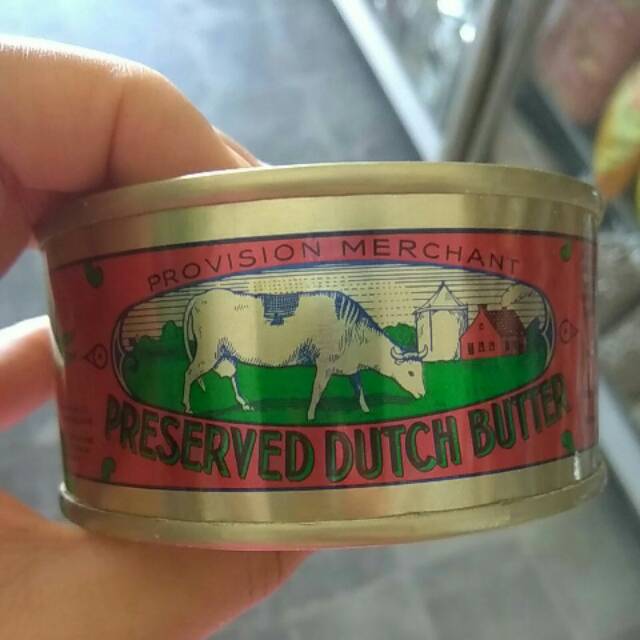 PROVISION MERCHANT
PRESERVED DUTCH BUTTER